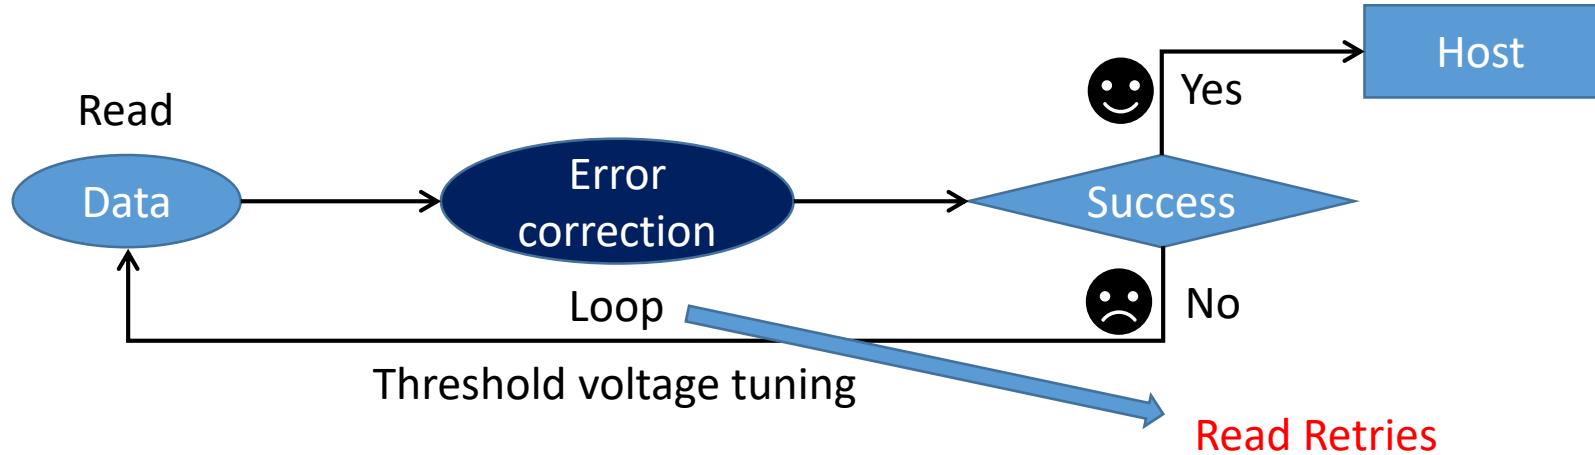 Read
Data
Error
correction
Success
Yes
Host
No
Loop
Threshold voltage tuning
Read Retries